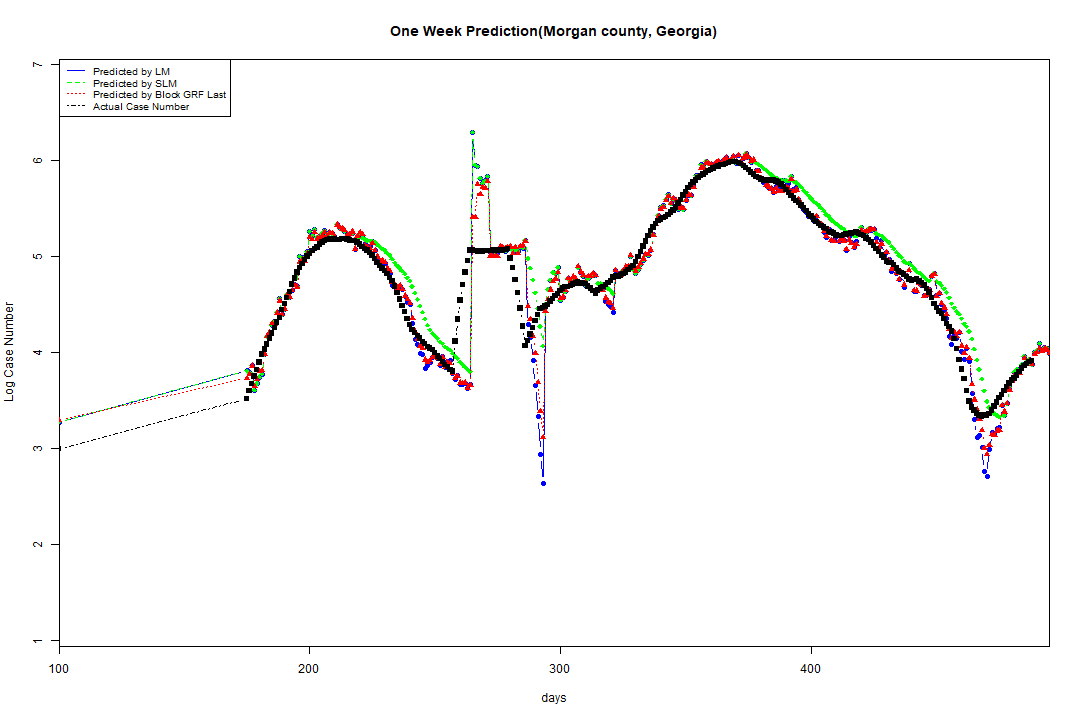 One Week Prediction(Morgan county, Georgia)
Predicted by LM
Predicted by SLM
Predicted by Block GRF Last
Actual Case Number
7
6
5
4
3
2
1
Log Case Number
100 200 300 400
days